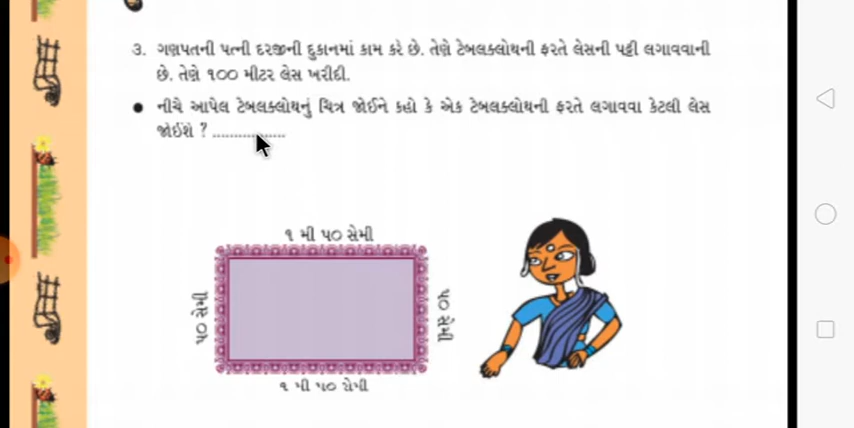 ૩. ગણપતની પત્ની દરજીની દુકાનમાં કામ કરે છે. તેણે ટેબલક્લોથની ફરતે લેસની પટ્ટી લગાવવાની
છે. તેણે ૧૦૦ મીટર લેસ ખરીદી.
● નીચે આપેલ ટેબલક્લોથનું ચિત્ર જોઈને કહો કે એક ટેબલક્લોથની ફરતે લગાવવા કેટલી લેસ
જોઈશે ? ..................
૧ મી ૫૦ સેમી
૫૦ સેમી
૫૦ સેમી
૧ મી ૫૦ સેમી